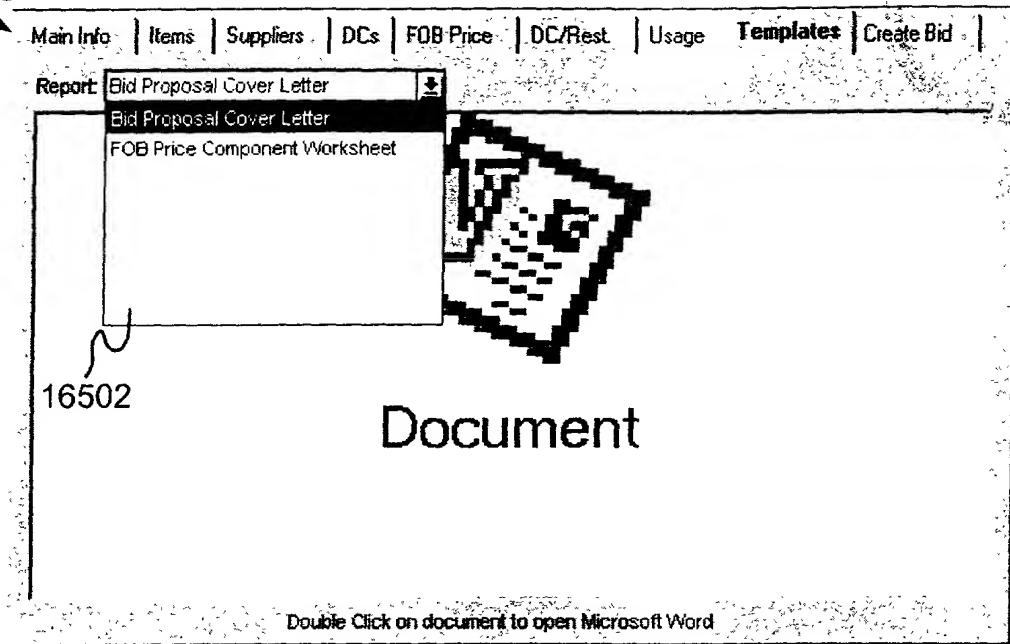 Main Info Items Suppliers DCs FOB Price DC/Rest. Usage Templates Create Bid
Report: Bid Proposal Cover Letter
Bid Proposal Cover Letter
FOB Price Component Worksheet
16502
Document
Double Click on document to open Microsoft Word